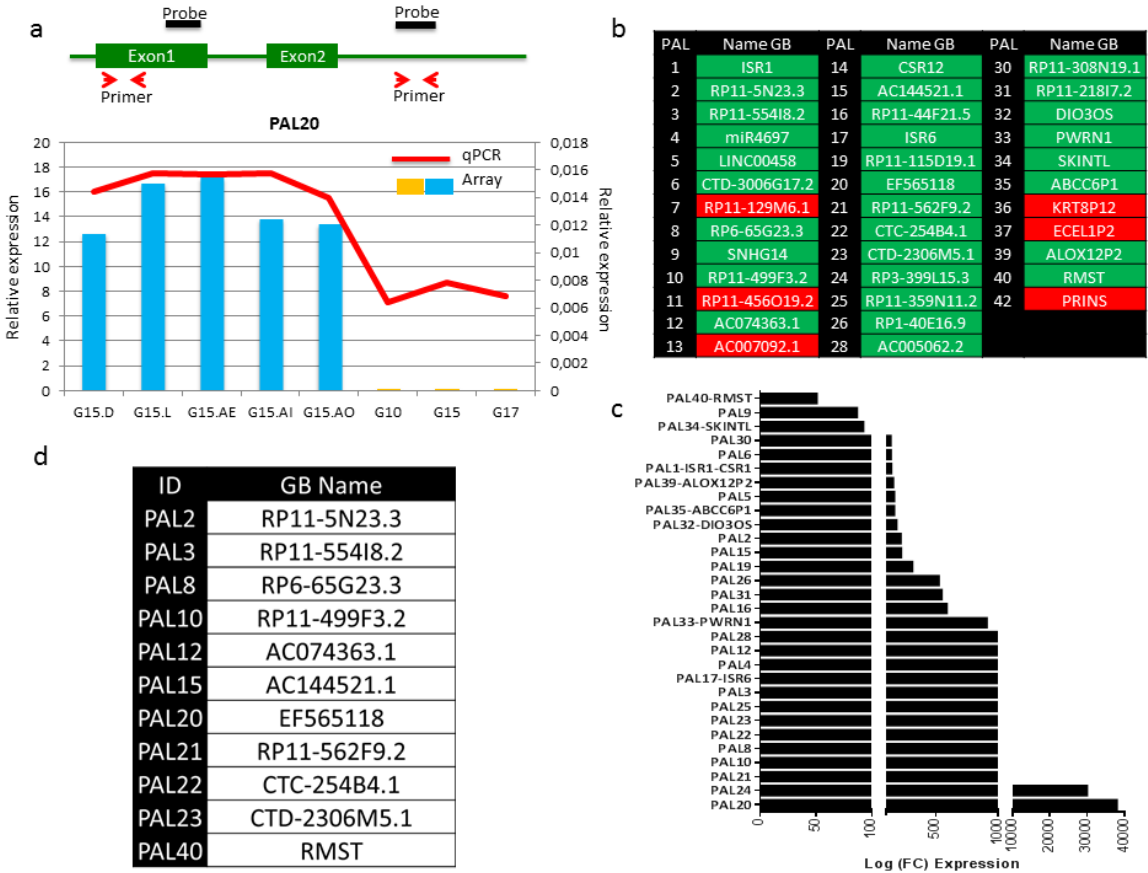 a
Probe Probe
Exon1 Exon2
Primer Primer
PAL20
qPCR
Array
Relative expression
20
18
16
14
12
10
8
6
4
2
0
0,018
0,016
0,014
0,012
0,010
0,008
0,006
0,004
0,002
0
Relative expression
G15.D G15.L G15.AE G15.AI G15.AO G10 G15 G17
b
PAL Name GB PAL Name GB PAL Name GB
1 ISR1 14 CSR12 30 RP11-308N19.1
2 RP11-5N23.3 15 AC144521.1 31 RP11-218I7.2
3 RP11-554I8.2 16 RP11-44F21.5 32 DIO3OS
4 miR4697 17 ISR6 33 PWRN1
5 LINC00458 19 RP11-115D19.1 34 SKINTL
6 CTD-3006G17.2 20 EF565118 35 ABCC6P1
7 RP11-129M6.1 21 RP11-562F9.2 36 KRT8P12
8 RP6-65G23.3 22 CTC-254B4.1 37 ECEL1P2
9 SNHG14 23 CTD-2306M5.1 39 ALOX12P2
10 RP11-499F3.2 24 RP3-399L15.3 40 RMST
11 RP11-456O19.2 25 RP11-359N11.2 42 PRINS
12 AC074363.1 26 RP1-40E16.9
13 AC007092.1 28 AC005062.2
c
PAL40-RMST
PAL9
PAL34-SKINTL
PAL30
PAL6
PAL1-ISR1-CSR1
PAL39-ALOX12P2
PAL5
PAL35-ABCC6P1
PAL32-DIO3OS
PAL2
PAL15
PAL19
PAL26
PAL31
PAL16
PAL33-PWRN1
PAL28
PAL12
PAL4
PAL17-ISR6
PAL3
PAL25
PAL23
PAL22
PAL8
PAL10
PAL21
PAL24
PAL20
0 50 100 500 1000 10000 20000 30000 40000
Log (FC) Expression
d
ID GB Name
PAL2 RP11-5N23.3
PAL3 RP11-554I8.2
PAL8 RP6-65G23.3
PAL10 RP11-499F3.2
PAL12 AC074363.1
PAL15 AC144521.1
PAL20 EF565118
PAL21 RP11-562F9.2
PAL22 CTC-254B4.1
PAL23 CTD-2306M5.1
PAL40 RMST